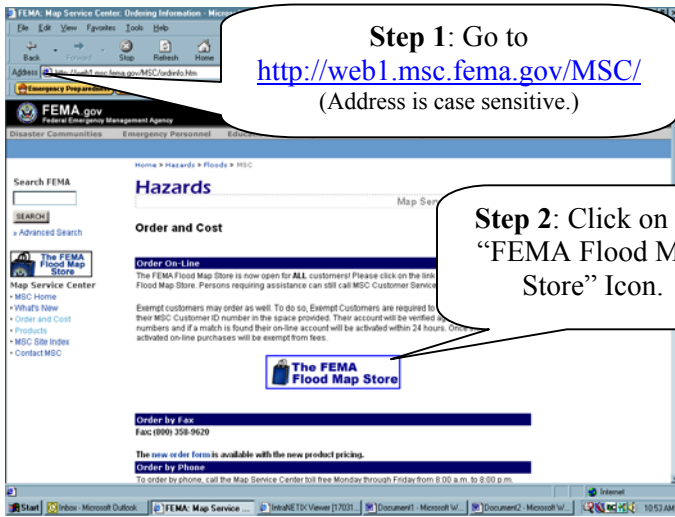 FEMA: Map Service Center: Ordering Information - Micros
File Edit View Favorites Tools Help
Back Forward Stop Refresh Home
Address http://web1.msc.fema.gov/MSC/ordinfo.htm
Emergency Preparedn
FEMA.gov
Federal Emergency Management Agency
Disaster Communities Emergency Personnel
Step 1: Go to
http://web1.msc.fema.gov/MSC/
(Address is case sensitive.)
Home > Hazards > Floods > MSC
Search FEMA
SEARCH
» Advanced Search
The FEMA
Flood Map
Store
Map Service Center
• MSC Home
• What's New
• Order and Cost
• Products
• MSC Site Index
• Contact MSC
Hazards
Map Ser
Order and Cost
Order On-Line
The FEMA Flood Map Store is now open for ALL customers! Please click on the link
Flood Map Store. Persons requiring assistance can still call MSC Customer Service
Exempt customers may order as well. To do so, Exempt Customers are required to
their MSC Customer ID number in the space provided. Their account will be verified ag
numbers and if a match is found their on-line account will be activated within 24 hours. Once
activated on-line purchases will be exempt from fees.
Step 2: Click on
“FEMA Flood M
Store” Icon.
The FEMA
Flood Map Store
Order by Fax
Fax: (800) 358-9620
The new order form is available with the new product pricing.
Order by Phone
To order by phone, call the Map Service Center toll free Monday through Friday from 8:00 a.m. to 8:00 p.m.
Internet
Start Inbox - Microsoft Outlook FEMA: Map Service ... IntraNETIX Viewer [17031... Document1 - Microsoft W... Document2 - Microsoft W... 10:53 AM